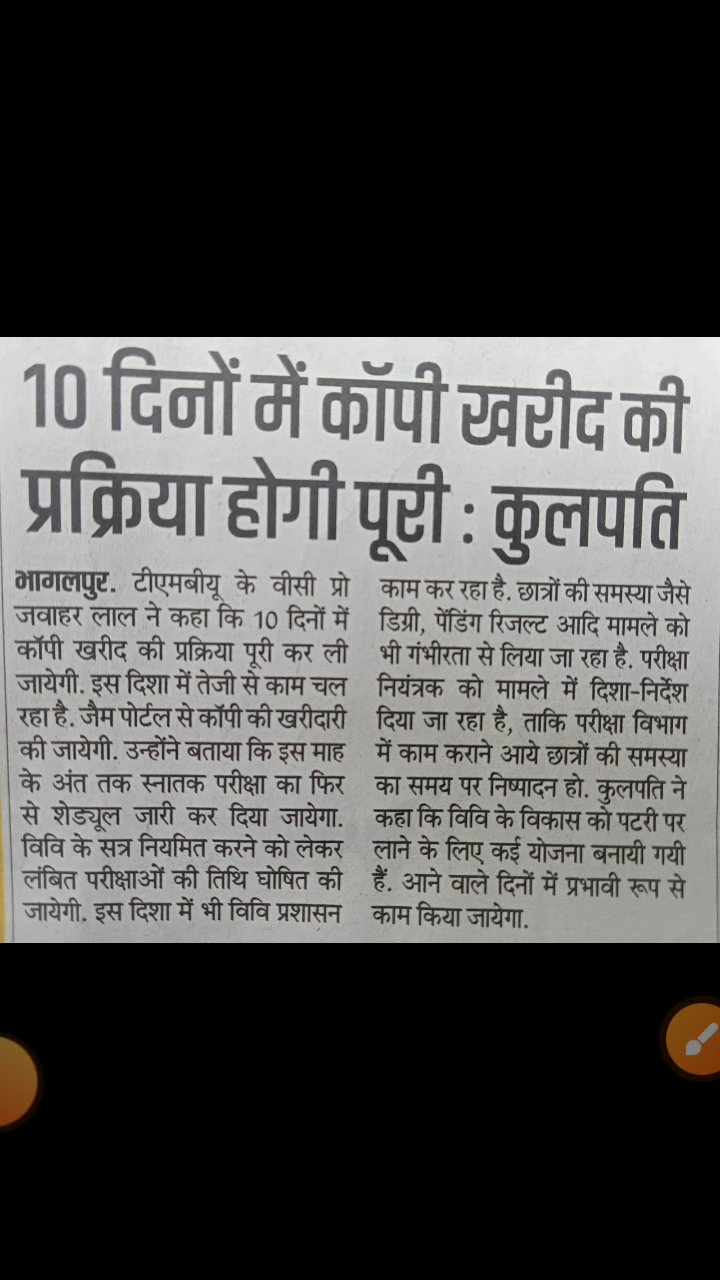 10 दिनों में कॉपी खरीद की
प्रक्रिया होगी पूरी : कुलपति
भागलपुर. टीएमबीयू के वीसी प्रो
जवाहर लाल ने कहा कि 10 दिनों में
कॉपी खरीद की प्रक्रिया पूरी कर ली
जायेगी. इस दिशा में तेजी से काम चल
रहा है. जैम पोर्टल से कॉपी की खरीदारी
की जायेगी. उन्होंने बताया कि इस माह
के अंत तक स्नातक परीक्षा का फिर
से शेड्यूल जारी कर दिया जायेगा.
विवि के सत्र नियमित करने को लेकर
लंबित परीक्षाओं की तिथि घोषित की
जायेगी. इस दिशा में भी विवि प्रशासन
काम कर रहा है. छात्रों की समस्या जैसे
डिग्री, पेंडिंग रिजल्ट आदि मामले को
भी गंभीरता से लिया जा रहा है. परीक्षा
नियंत्रक को मामले में दिशा-निर्देश
दिया जा रहा है, ताकि परीक्षा विभाग
में काम कराने आये छात्रों की समस्या
का समय पर निष्पादन हो. कुलपति ने
कहा कि विवि के विकास को पटरी पर
लाने के लिए कई योजना बनायी गयी
हैं. आने वाले दिनों में प्रभावी रूप से
काम किया जायेगा.